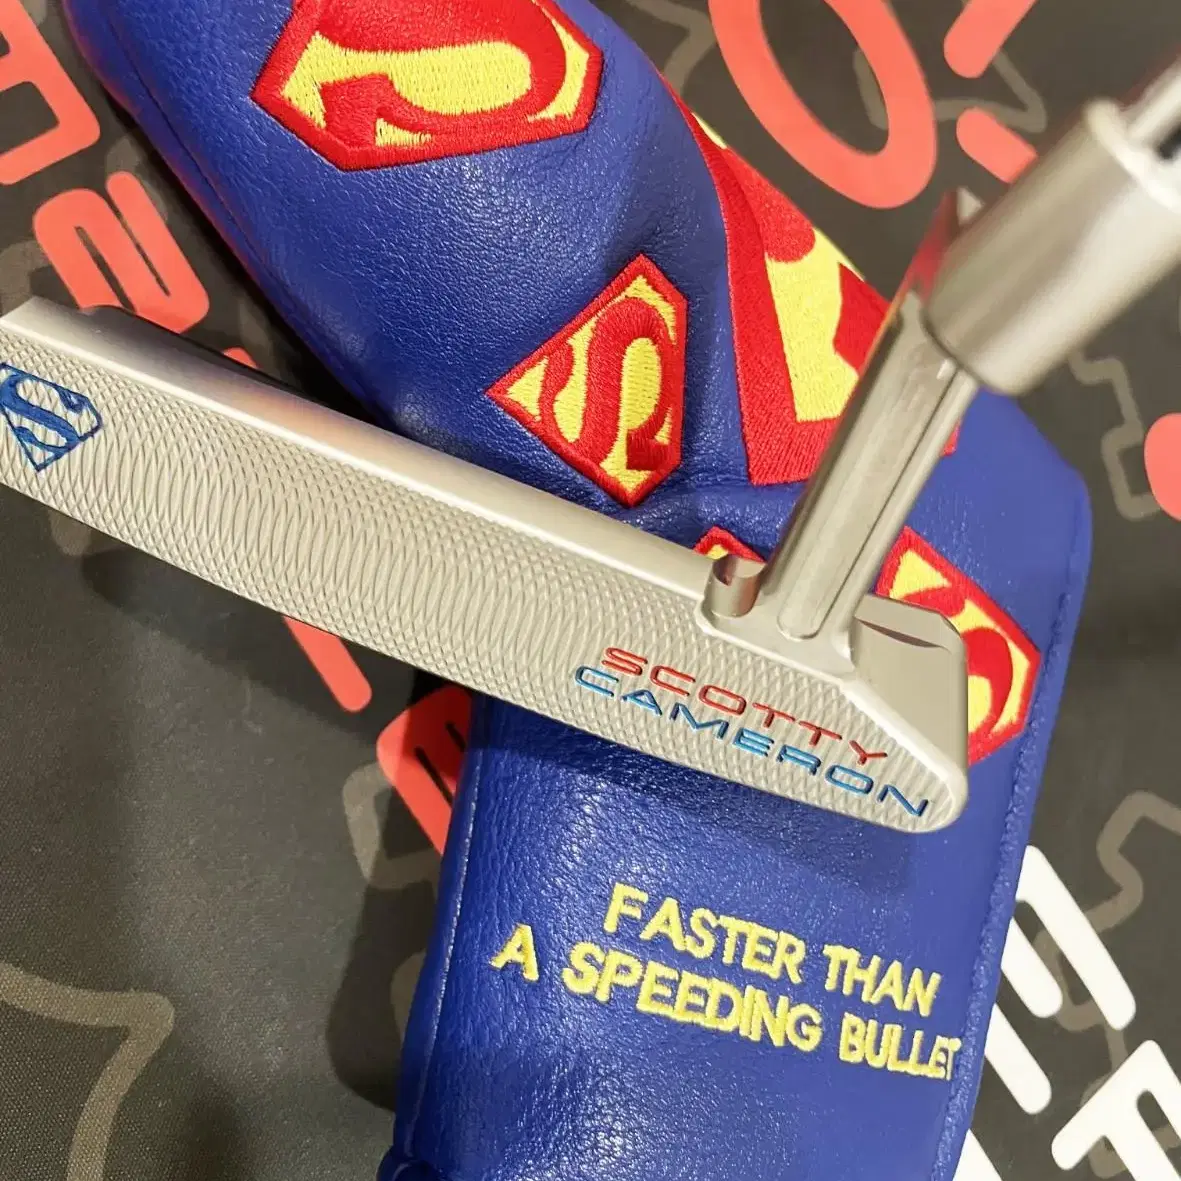 SCOTTY
CAMERON
FASTER THAN
A SPEEDING BULLET